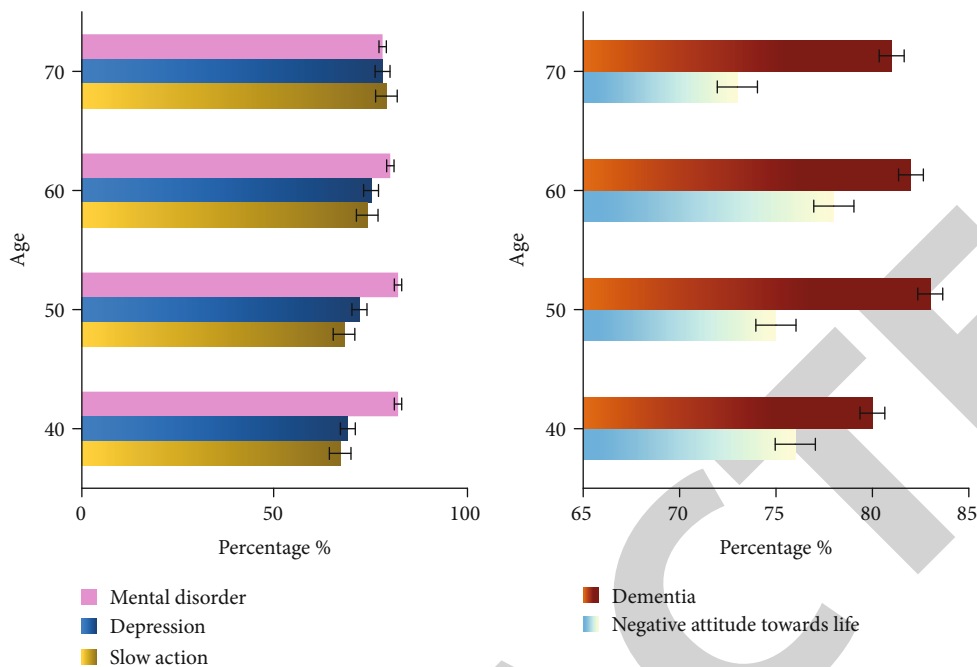 70
60
50
40
Age
0
50
100
Percentage %
Mental disorder
Depression
Slow action
70
60
50
40
Age
65
70
75
80
85
Percentage %
Dementia
Negative attitude towards life